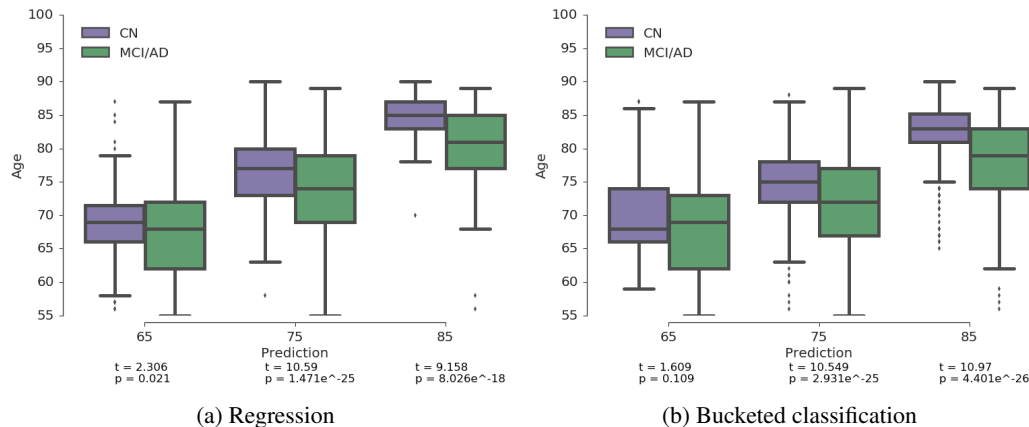 100
95
90
85
80
75
70
65
60
55
Age
CN
MCI/AD
65
75
85
Prediction
t = 2.306
p = 0.021
t = 10.59
p = 1.471e^-25
t = 9.158
p = 8.026e^-18
(a) Regression
100
95
90
85
80
75
70
65
60
55
Age
CN
MCI/AD
65
75
85
Prediction
t = 1.609
p = 0.109
t = 10.549
p = 2.931e^-25
t = 10.97
p = 4.401e^-26
(b) Bucketed classification